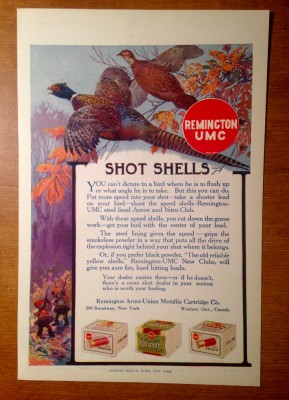 REMINGTON
UMC
SHOT SHELLS
YOU can't dictate to a bird where he is to flush up
or what angle he is to take. But this you can do.
Put more speed into your shot—take a shorter lead
on your bird—shoot the speed shells—Remington-
UMC steel lined Arrow and Nitro Club.
With these speed shells, you cut down the guess
work—get your bird with the center of your load.
The steel lining gives the speed—grips the
smokeless powder in a way that puts all the drive of
the explosion right behind your shot where it belongs.
Or, if you prefer black powder, "The old reliable
yellow shells," Remington-UMC New Clubs, will
give you sure fire, hard hitting loads.
Your dealer carries them—or if he doesn't,
there's a more alert dealer in your section
who is worth your finding.
Remington Arms-Union Metallic Cartridge Co.
299 Broadway, New York Windsor, Ont., Canada